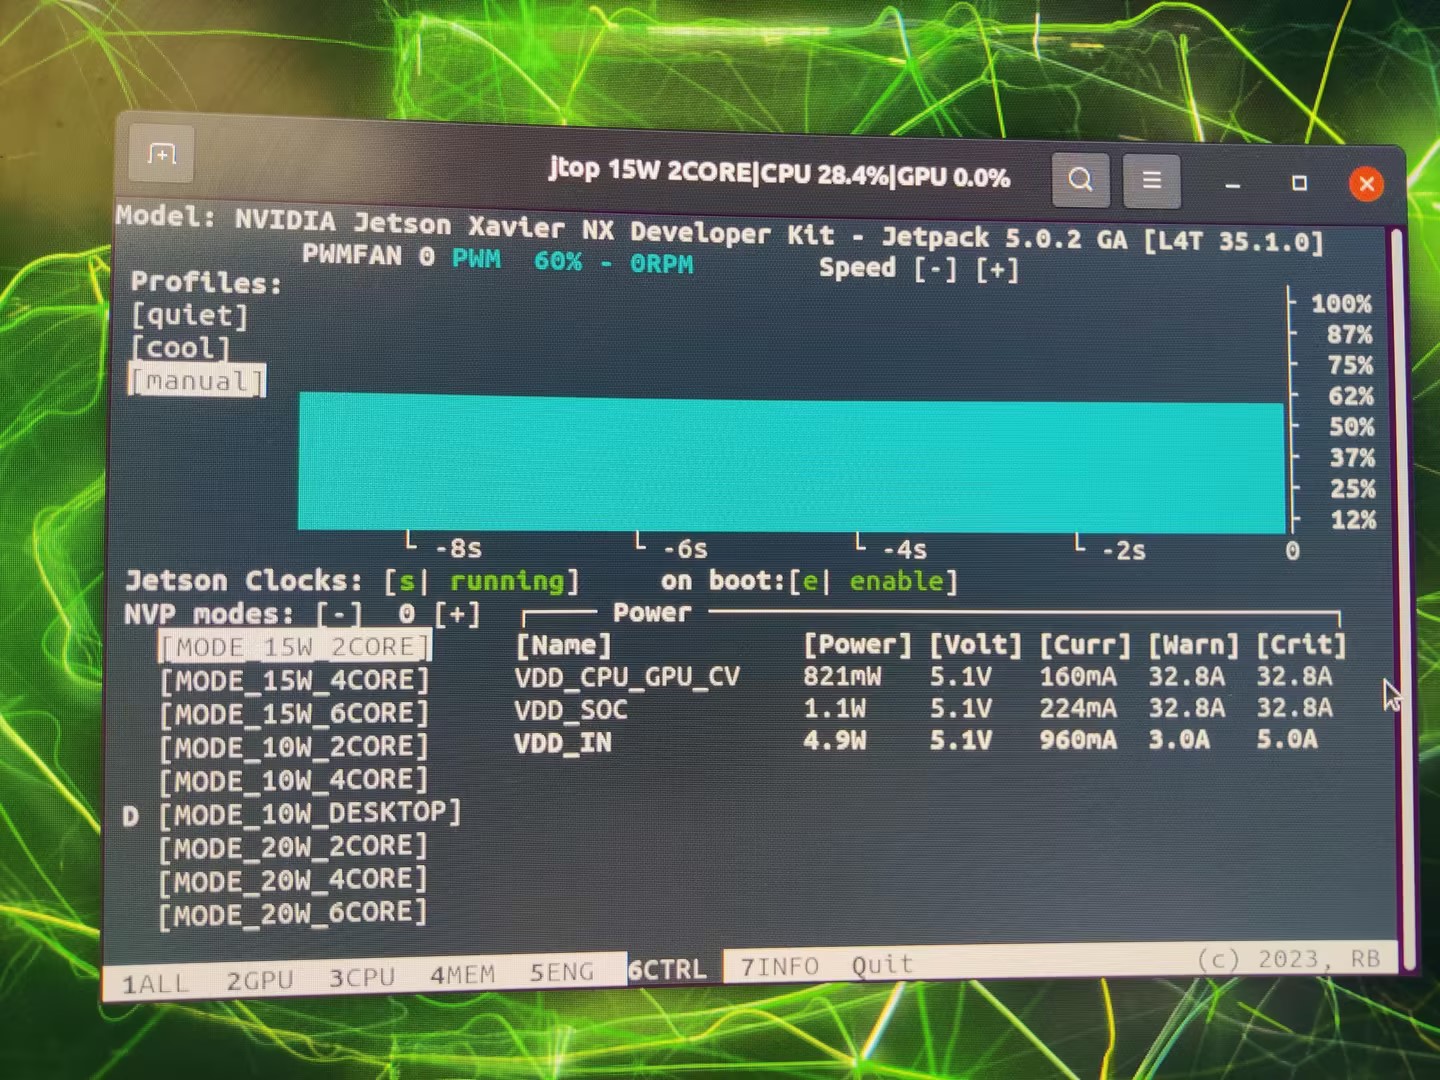 jtop 15W 2CORE|CPU 28.4%|GPU 0.0%
Model: NVIDIA Jetson Xavier NX Developer Kit - Jetpack 5.0.2 GA [L4T 35.1.0]
PWMFAN 0 PWM 60% - 0RPM Speed [-] [+]
Profiles:
[quiet]
[cool]
[manual]
100%
87%
75%
62%
50%
37%
25%
12%
-8s -6s -4s -2s 0
Jetson Clocks: [s| running] on boot:[e| enable]
NVP modes: [-] 0 [+] Power
[MODE_15W_2CORE] [Name] [Power] [Volt] [Curr] [Warn] [Crit]
[MODE_15W_4CORE] VDD_CPU_GPU_CV 821mW 5.1V 160mA 32.8A 32.8A
[MODE_15W_6CORE] VDD_SOC 1.1W 5.1V 224mA 32.8A 32.8A
[MODE_10W_2CORE] VDD_IN 4.9W 5.1V 960mA 3.0A 5.0A
[MODE_10W_4CORE]
D [MODE_10W_DESKTOP]
[MODE_20W_2CORE]
[MODE_20W_4CORE]
[MODE_20W_6CORE]
1ALL 2GPU 3CPU 4MEM 5ENG 6CTRL 7INFO Quit (c) 2023, RB